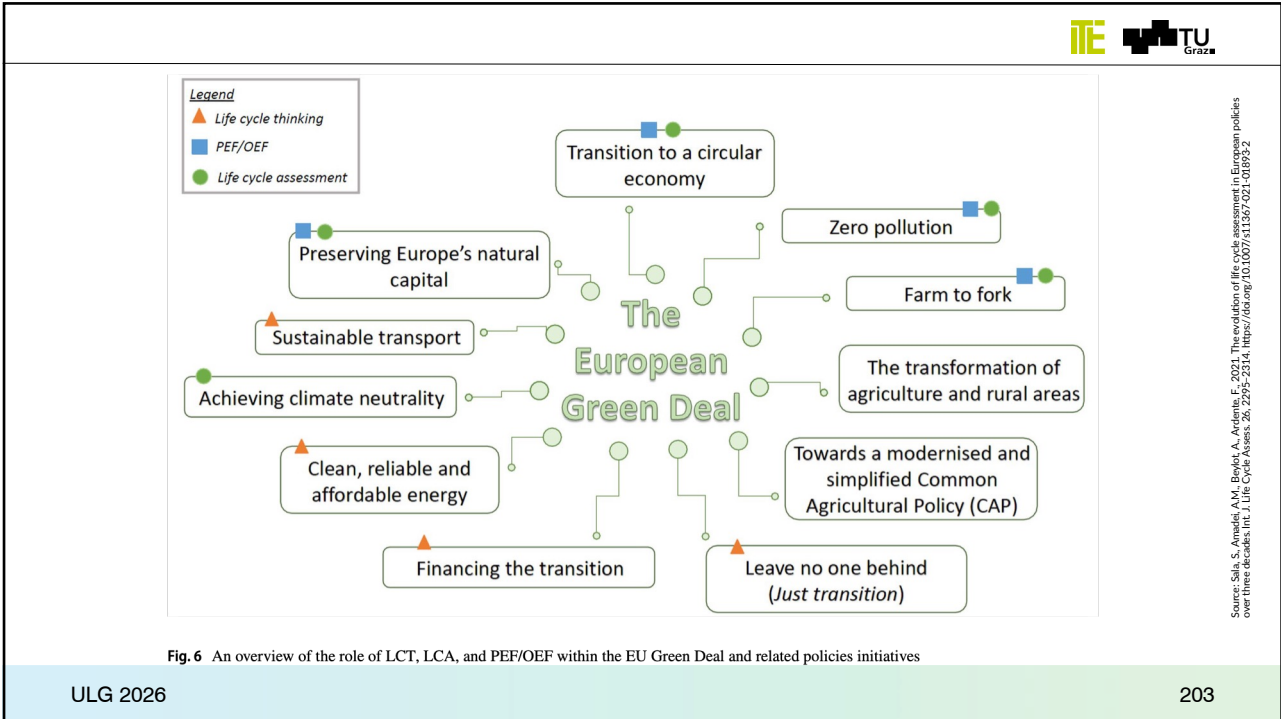 iTE
TU
Graz
Legend
Life cycle thinking
PEF/OEF
Life cycle assessment
Transition to a circular
economy
Zero pollution
Preserving Europe's natural
capital
Farm to fork
Sustainable transport
The
European
Green Deal
The transformation of
agriculture and rural areas
Achieving climate neutrality
Clean, reliable and
affordable energy
Towards a modernised and
simplified Common
Agricultural Policy (CAP)
Financing the transition
Leave no one behind
(Just transition)
Source: Sala, S., Amadei, A.M., Beylot, A., Ardente, F., 2021. The evolution of life cycle assessment in European policies
over three decades. Int. J. Life Cycle Assess. 26, 2295–2314. https://doi.org/10.1007/s11367-021-01893-2
Fig. 6 An overview of the role of LCT, LCA, and PEF/OEF within the EU Green Deal and related policies initiatives
ULG 2026
203